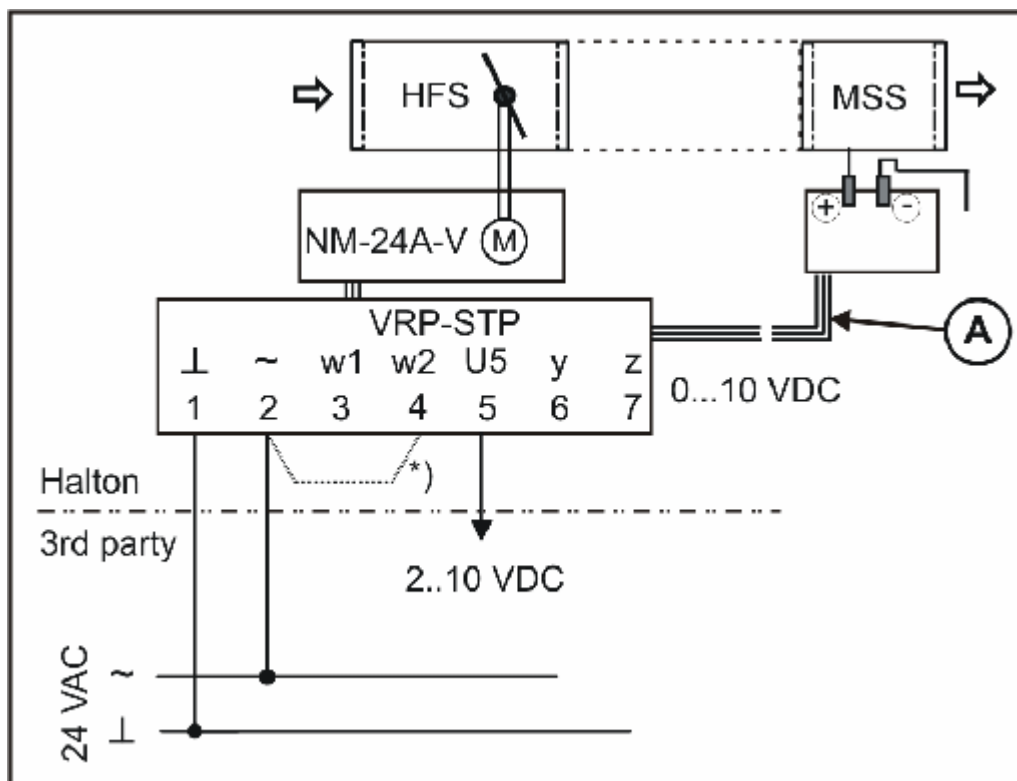 HFS
MSS
+ -
NM-24A-V M
VRP-STP
⊥ ~ w1 w2 U5 y z
1 2 3 4 5 6 7
A
0...10 VDC
*)
Halton
3rd party
2..10 VDC
24 VAC
~
⊥